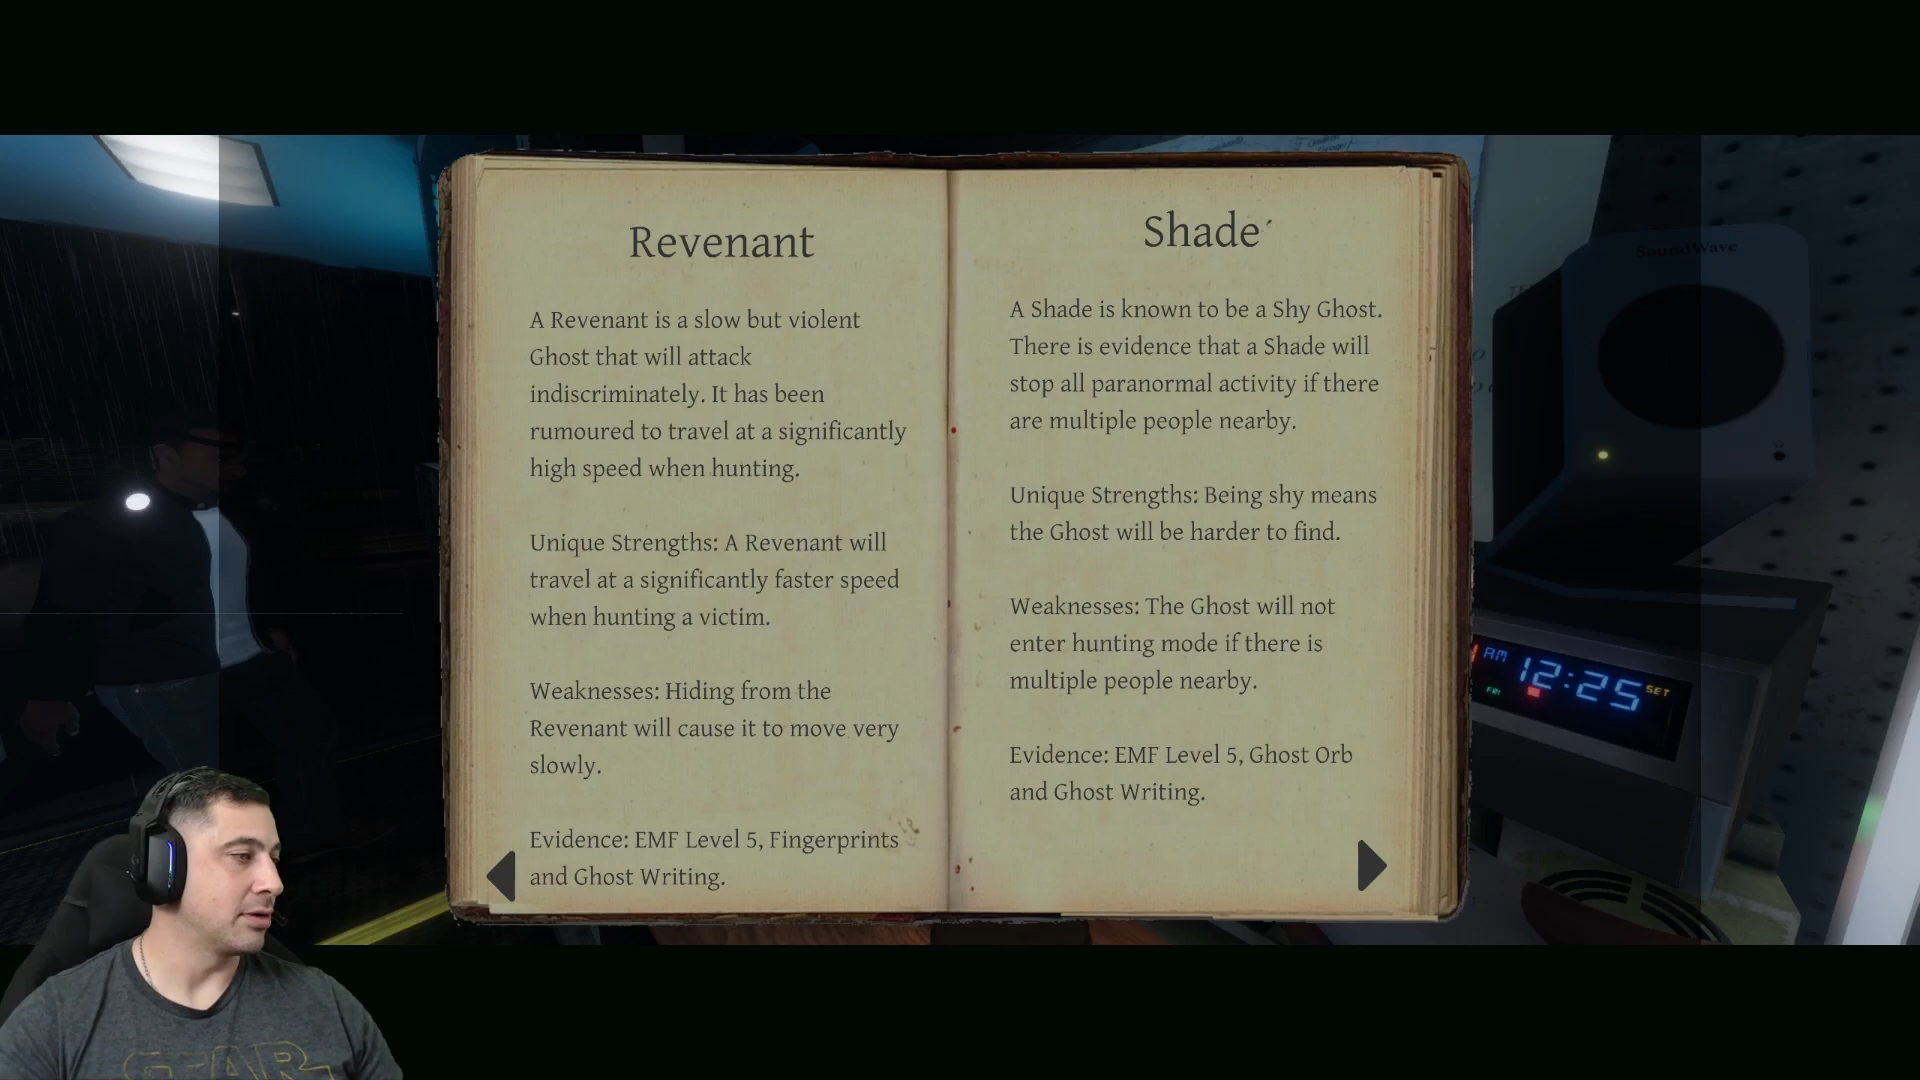 Revenant
A Revenant is a slow but violent
Ghost that will attack
indiscriminately. It has been
rumoured to travel at a significantly
high speed when hunting.
Unique Strengths: A Revenant will
travel at a significantly faster speed
when hunting a victim.
Weaknesses: Hiding from the
Revenant will cause it to move very
slowly.
Evidence: EMF Level 5, Fingerprints
and Ghost Writing.
Shade
A Shade is known to be a Shy Ghost.
There is evidence that a Shade will
stop all paranormal activity if there
are multiple people nearby.
Unique Strengths: Being shy means
the Ghost will be harder to find.
Weaknesses: The Ghost will not
enter hunting mode if there is
multiple people nearby.
Evidence: EMF Level 5, Ghost Orb
and Ghost Writing.
SoundWave
AM 12:25 SET
FRI
STAR